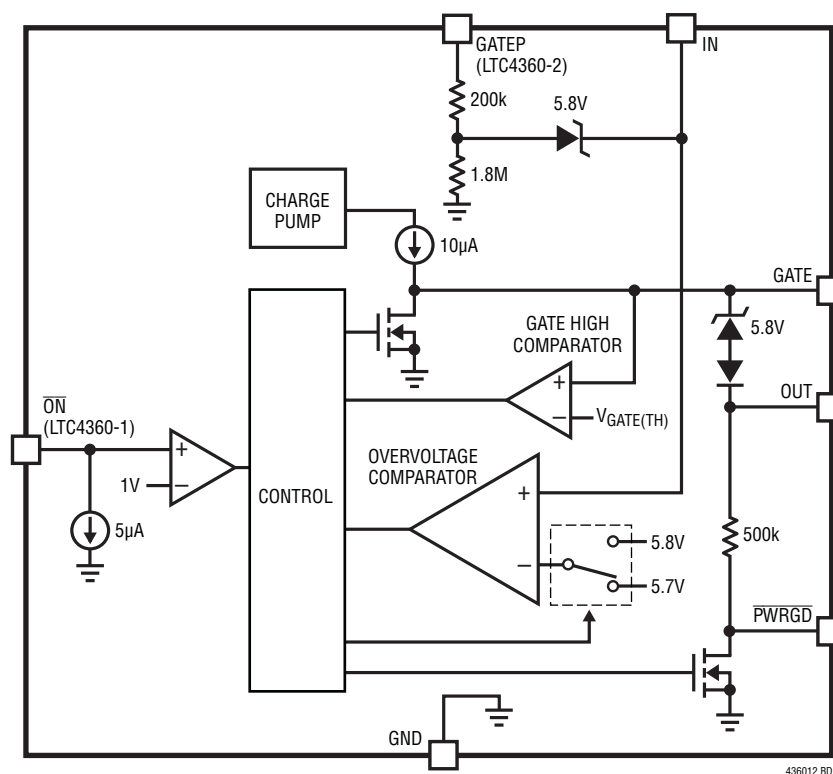 GATEP
(LTC4360-2)
IN
200k
5.8V
1.8M
CHARGE
PUMP
10µA
GATE
5.8V
GATE HIGH
COMPARATOR
+
–
VGATE(TH)
OUT
ON
(LTC4360-1)
+
1V
–
5µA
CONTROL
OVERVOLTAGE
COMPARATOR
+
–
5.8V
5.7V
500k
PWRGD
GND
436012 BD